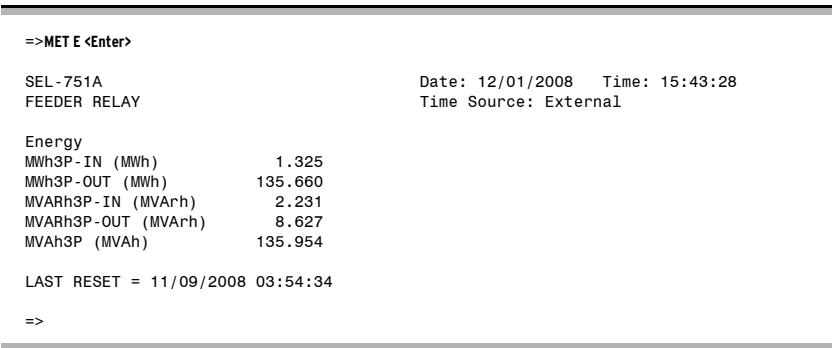 =>MET E <Enter>
SEL-751A Date: 12/01/2008 Time: 15:43:28
FEEDER RELAY Time Source: External
Energy
MWh3P-IN (MWh) 1.325
MWh3P-OUT (MWh) 135.660
MVARh3P-IN (MVArh) 2.231
MVARh3P-OUT (MVArh) 8.627
MVAh3P (MVAh) 135.954
LAST RESET = 11/09/2008 03:54:34
=>